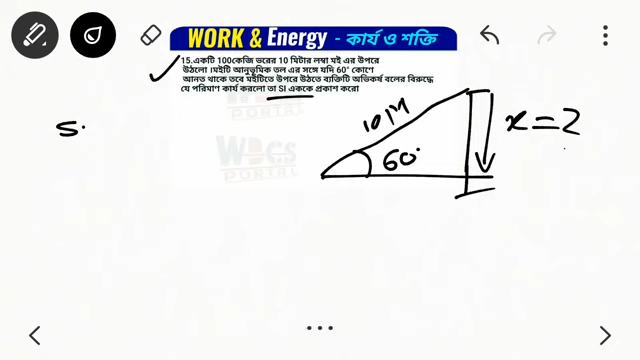 WORK & Energy - কার্য ও শক্তি
15.একটি 100কেজি ভরের 10 মিটার লম্বা মই এর উপরে
উঠলো ।মইটি আনুভূমিক তল এর সঙ্গে যদি 60° কোণে
আনত থাকে তবে মইটিতে উপরে উঠতে ব্যক্তিটি অভিকর্ষ বলের বিরুদ্ধে
যে পরিমাণ কার্য করলো তা SI এককে প্রকাশ করো
WBCS
PORTAL
S.
10 M
60°
x=2